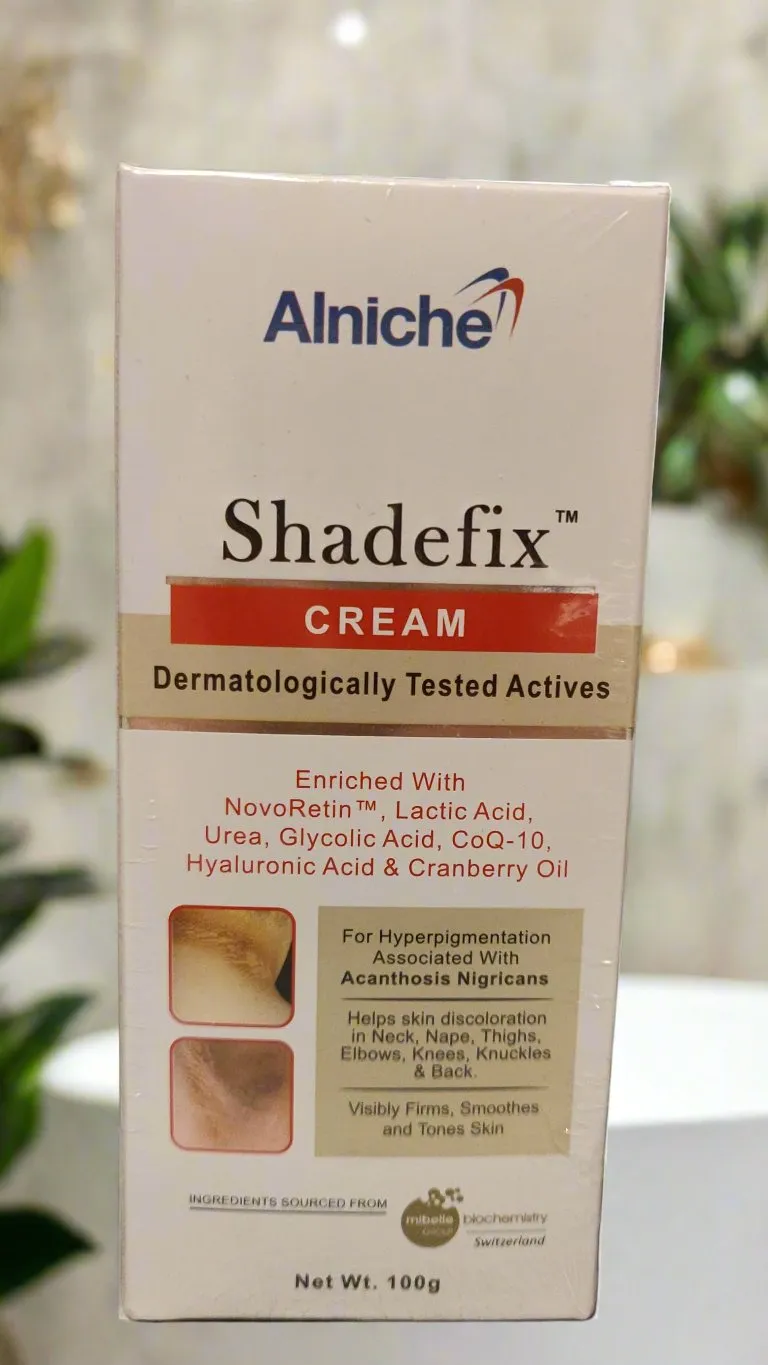 Alniche
Shadefix™
CREAM
Dermatologically Tested Actives
Enriched With
NovoRetin™, Lactic Acid,
Urea, Glycolic Acid, CoQ-10,
Hyaluronic Acid & Cranberry Oil
For Hyperpigmentation
Associated With
Acanthosis Nigricans
Helps skin discoloration
in Neck, Nape, Thighs,
Elbows, Knees, Knuckles
& Back.
Visibly Firms, Smoothes
and Tones Skin
INGREDIENTS SOURCED FROM
mibelle biochemistry
GROUP
Switzerland
Net Wt. 100g